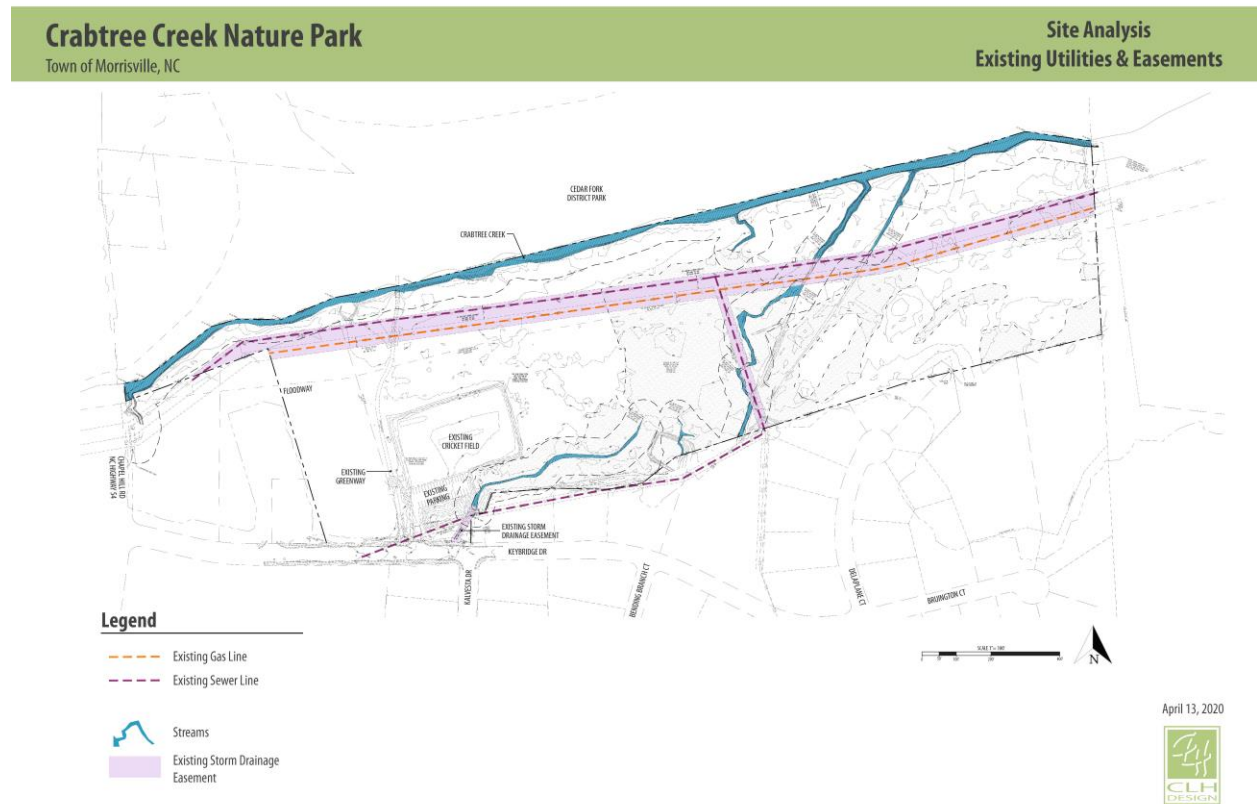 Crabtree Creek Nature Park
Town of Morrisville, NC
Site Analysis
Existing Utilities & Easements
CEDAR FORK
DISTRICT PARK
CRABTREE CREEK
FLOODWAY
CHAPEL HILL RD
NC HIGHWAY 54
EXISTING
CRICKET FIELD
EXISTING
GREENWAY
EXISTING
PARKING
EXISTING STORM
DRAINAGE EASEMENT
KEYBRIDGE DR
KALVESTA DR
BENDING BRANCH CT
DELAPLANE CT
BRUINGTON CT
Legend
Existing Gas Line
Existing Sewer Line
Streams
Existing Storm Drainage
Easement
N
April 13, 2020
CLH
DESIGN